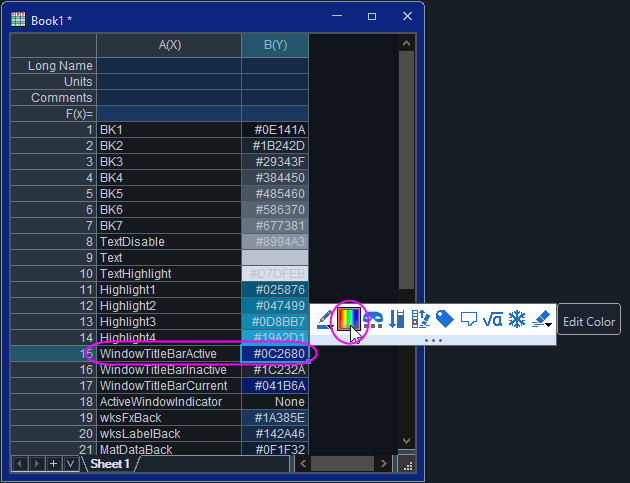 Book1 *
A(X) B(Y)
Long Name
Units
Comments
F(x)=
1 BK1 #0E141A
2 BK2 #1B242D
3 BK3 #29343F
4 BK4 #384450
5 BK5 #485460
6 BK6 #586370
7 BK7 #677381
8 TextDisable #8994A3
9 Text
10 TextHighlight #D7DFEB
11 Highlight1 #025876
12 Highlight2 #047499
13 Highlight3 #0D8BB7
14 Highlight4 #19A2D1
15 WindowTitleBarActive #0C2680
16 WindowTitleBarInactive #1C232A
17 WindowTitleBarCurrent #041B6A
18 ActiveWindowIndicator None
19 wksFxBack #1A385E
20 wksLabelBack #142A46
21 MatDataBack #0F1F32
Edit Color
Sheet1